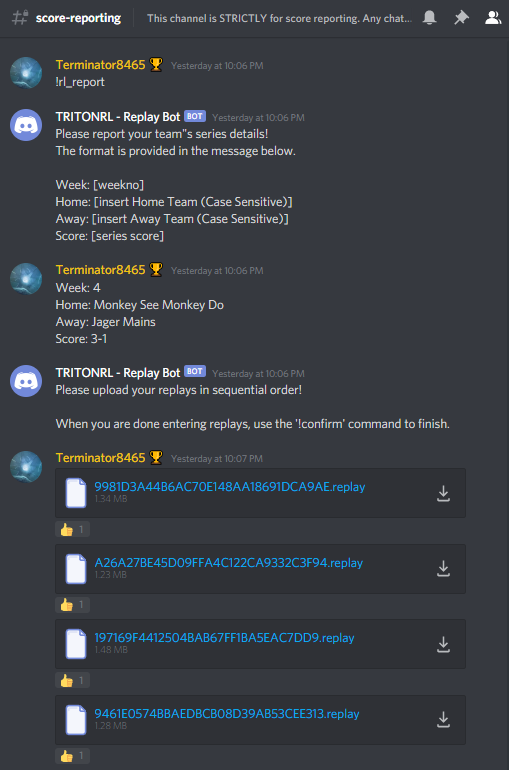 score-reporting This channel is STRICTLY for score reporting. Any chat...
Terminator8465 Yesterday at 10:06 PM
!rl_report
TRITONRL - Replay Bot BOT Yesterday at 10:06 PM
Please report your team"s series details!
The format is provided in the message below.
Week: [weekno]
Home: [insert Home Team (Case Sensitive)]
Away: [insert Away Team (Case Sensitive)]
Score: [series score]
Terminator8465 Yesterday at 10:06 PM
Week: 4
Home: Monkey See Monkey Do
Away: Jager Mains
Score: 3-1
TRITONRL - Replay Bot BOT Yesterday at 10:06 PM
Please upload your replays in sequential order!
When you are done entering replays, use the '!confirm' command to finish.
Terminator8465 Yesterday at 10:07 PM
9981D3A44B6AC70E148AA18691DCA9AE.replay
1.34 MB
1
A26A27BE45D09FFA4C122CA9332C3F94.replay
1.23 MB
1
197169F4412504BAB67FF1BA5EAC7DD9.replay
1.48 MB
1
9461E0574BBAEDBCB08D39AB53CEE313.replay
1.28 MB
1